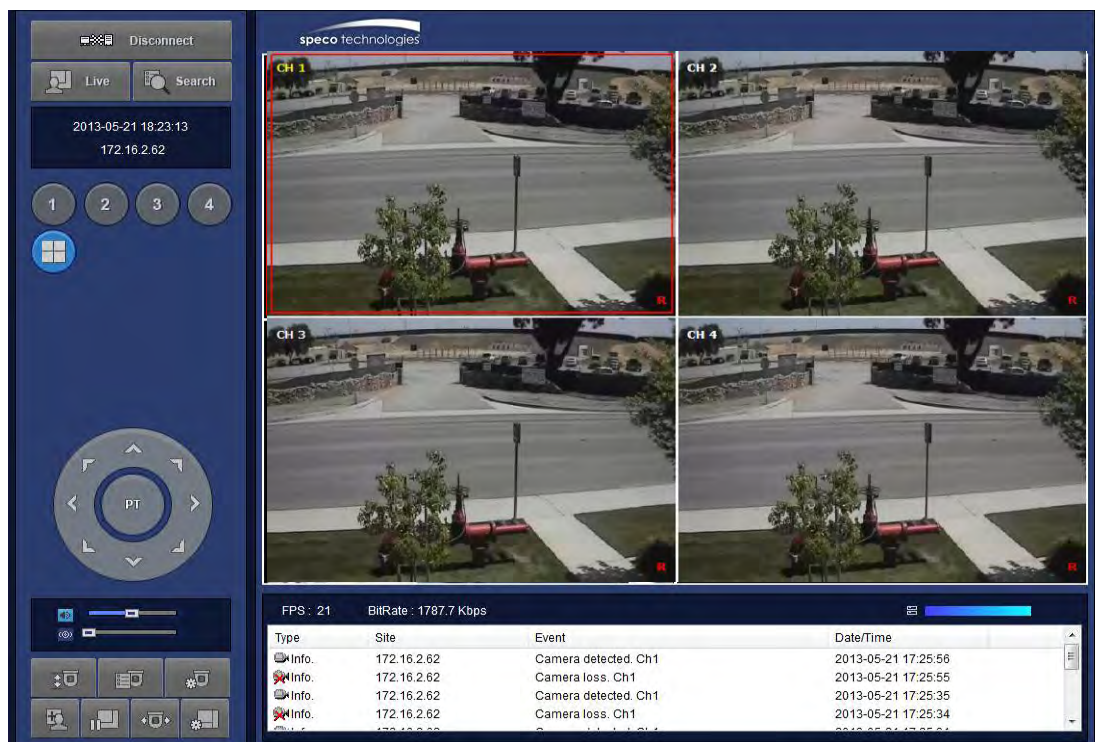 Disconnect
Live
Search
2013-05-21 18:23:13
172.16.2.62
1
2
3
4
PT
speco technologies
CH 1
R
CH 2
R
CH 3
R
CH 4
R
FPS : 21 BitRate : 1787.7 Kbps
Type Site Event Date/Time
Info. 172.16.2.62 Camera detected. Ch1 2013-05-21 17:25:56
Info. 172.16.2.62 Camera loss. Ch1 2013-05-21 17:25:55
Info. 172.16.2.62 Camera detected. Ch1 2013-05-21 17:25:35
Info. 172.16.2.62 Camera loss. Ch1 2013-05-21 17:25:34